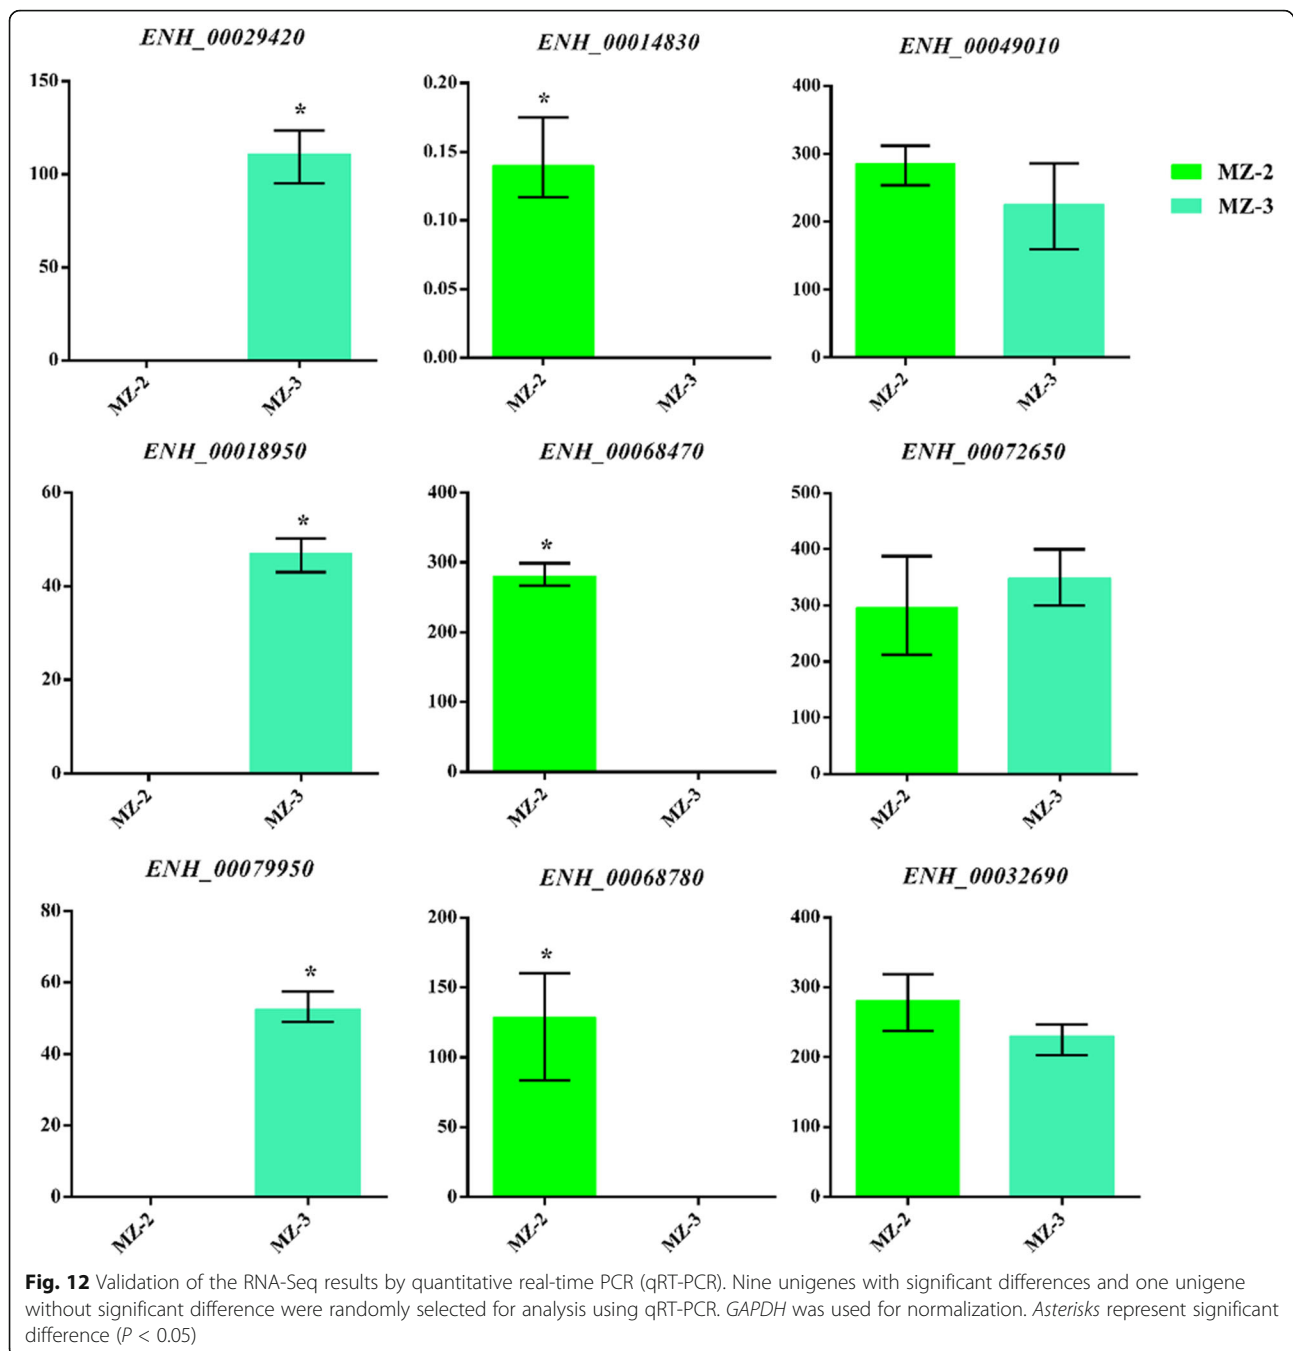 ENH_00029420
150
100
50
0
*
MZ-2
MZ-3
ENH_00014830
0.20
0.15
0.10
0.05
0.00
*
MZ-2
MZ-3
ENH_00049010
400
300
200
100
0
MZ-2
MZ-3
MZ-2
MZ-3
ENH_00018950
60
40
20
0
*
MZ-2
MZ-3
ENH_00068470
400
300
200
100
0
*
MZ-2
MZ-3
ENH_00072650
500
400
300
200
100
0
MZ-2
MZ-3
ENH_00079950
80
60
40
20
0
*
MZ-2
MZ-3
ENH_00068780
200
150
100
50
0
*
MZ-2
MZ-3
ENH_00032690
400
300
200
100
0
MZ-2
MZ-3
Fig. 12 Validation of the RNA-Seq results by quantitative real-time PCR (qRT-PCR). Nine unigenes with significant differences and one unigene
without significant difference were randomly selected for analysis using qRT-PCR. GAPDH was used for normalization. Asterisks represent significant
difference (P < 0.05)